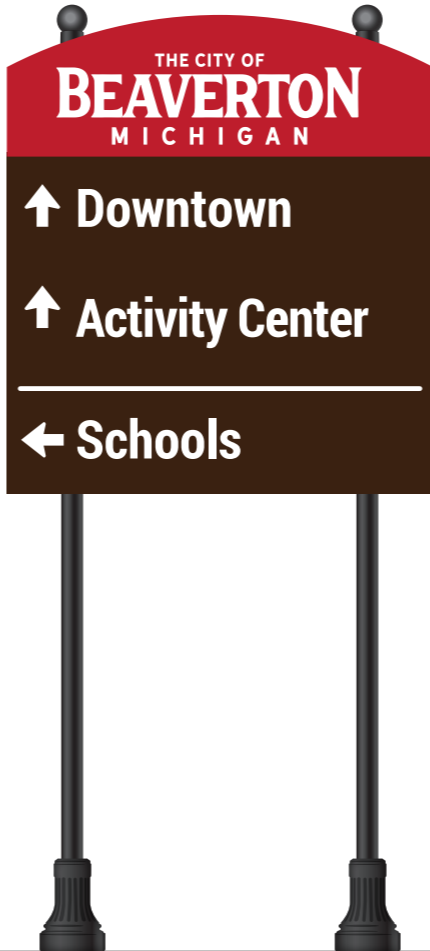 THE CITY OF
BEAVERTON
MICHIGAN
Downtown
Activity Center
Schools